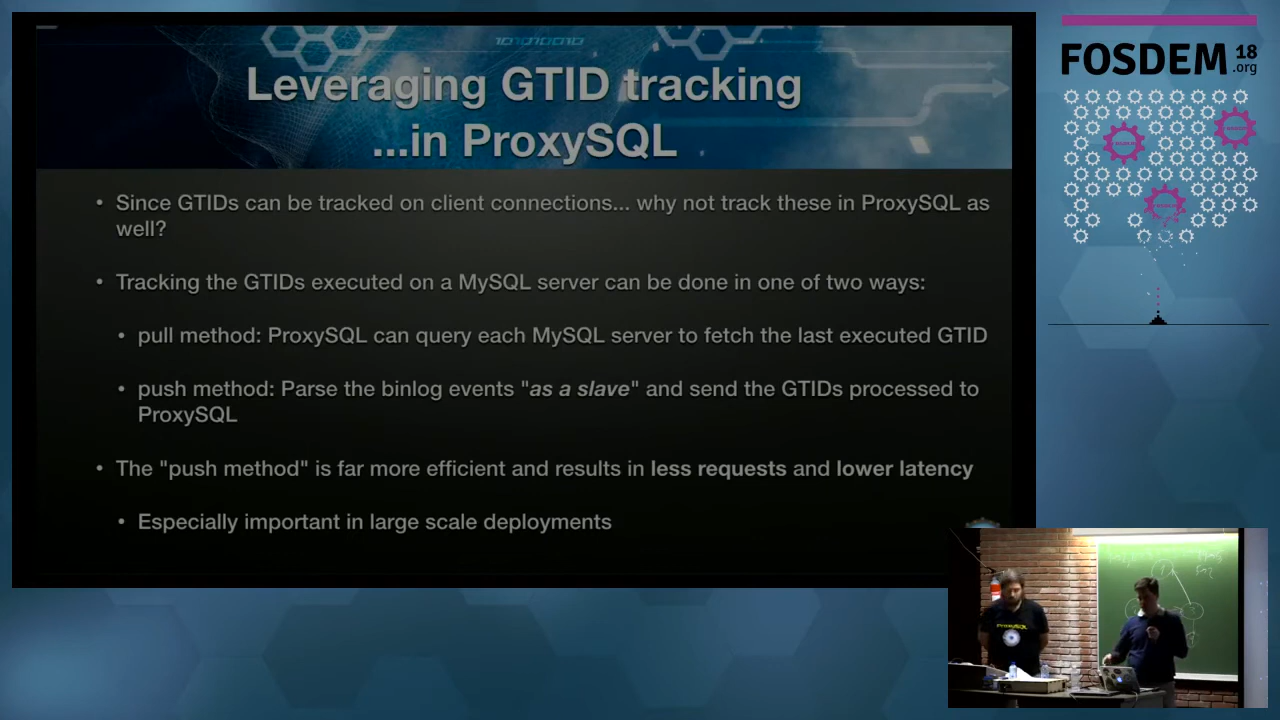 Leveraging GTID tracking
...in ProxySQL
• Since GTIDs can be tracked on client connections... why not track these in ProxySQL as
well?
• Tracking the GTIDs executed on a MySQL server can be done in one of two ways:
• pull method: ProxySQL can query each MySQL server to fetch the last executed GTID
• push method: Parse the binlog events "as a slave" and send the GTIDs processed to
ProxySQL
• The "push method" is far more efficient and results in less requests and lower latency
• Especially important in large scale deployments
FOSDEM 18
.org
ProxySQL